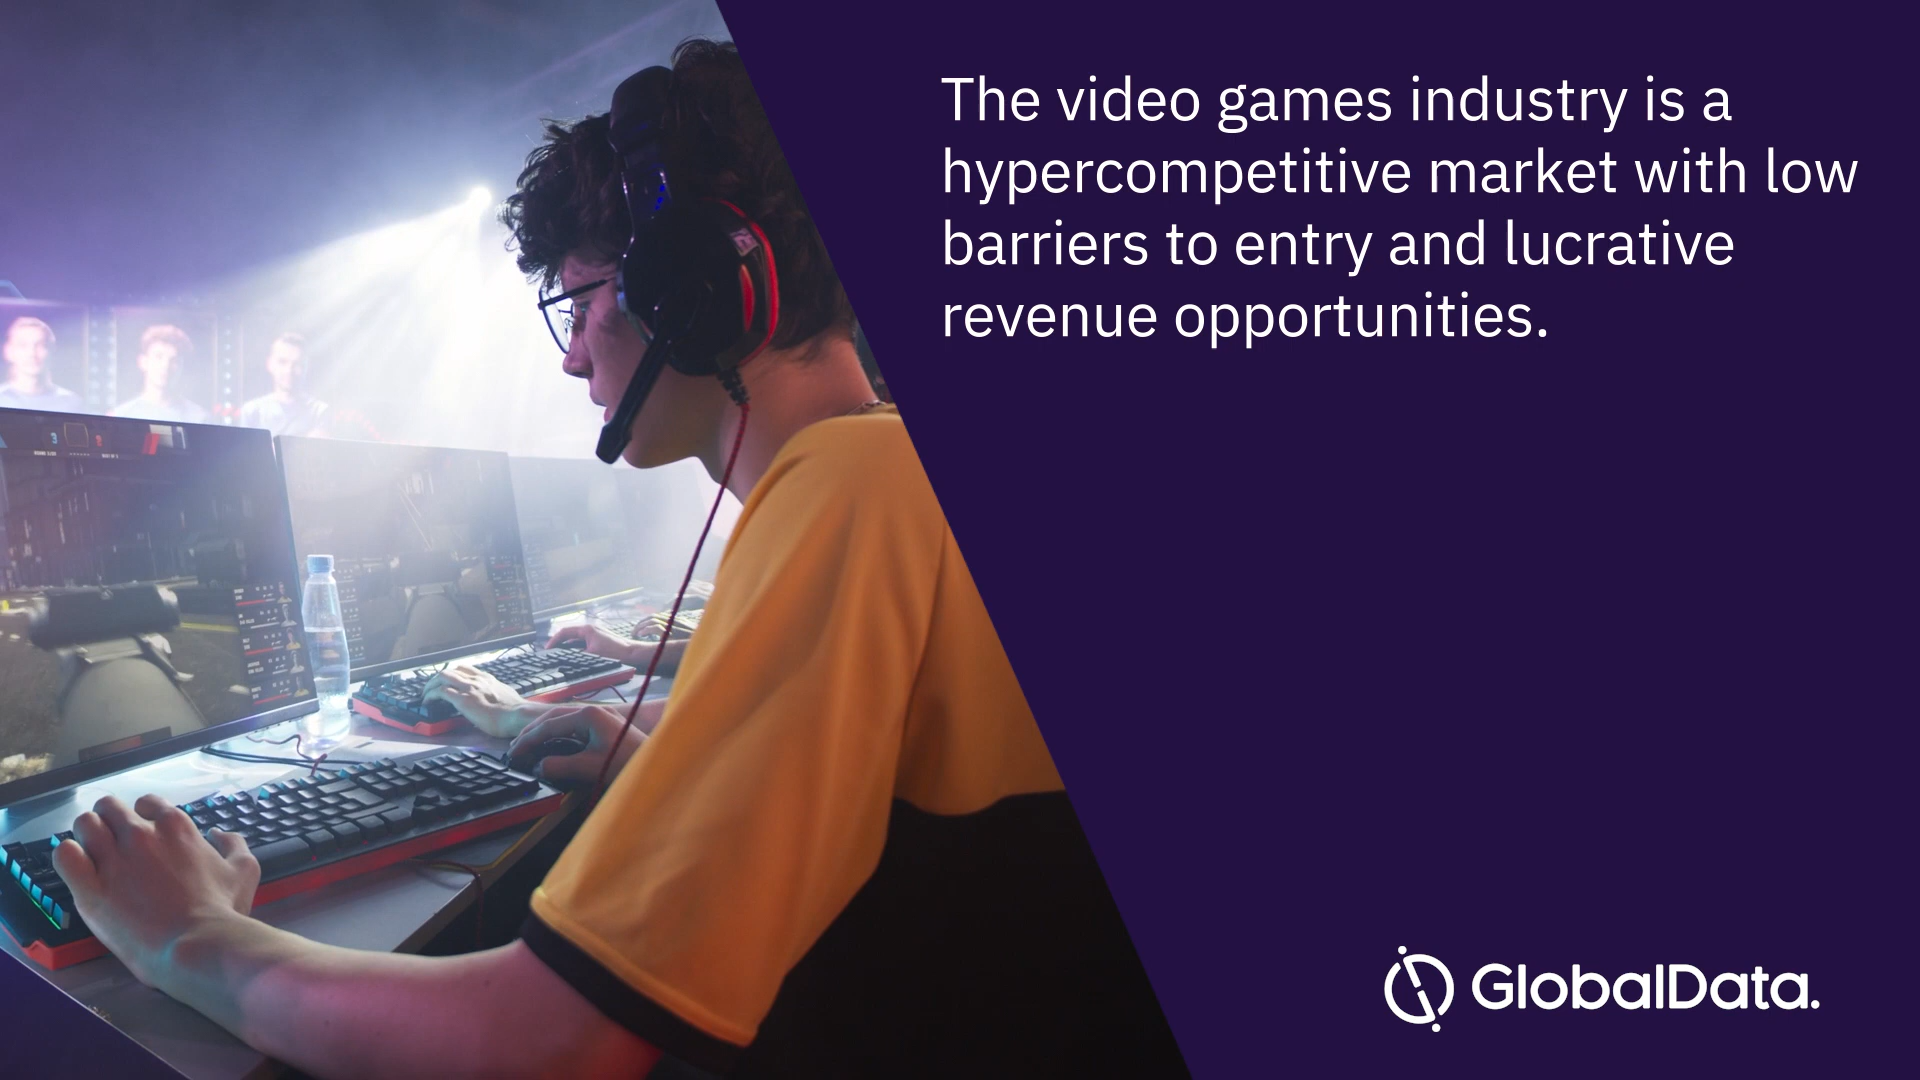 The video games industry is a
hypercompetitive market with low
barriers to entry and lucrative
revenue opportunities.
GlobalData.